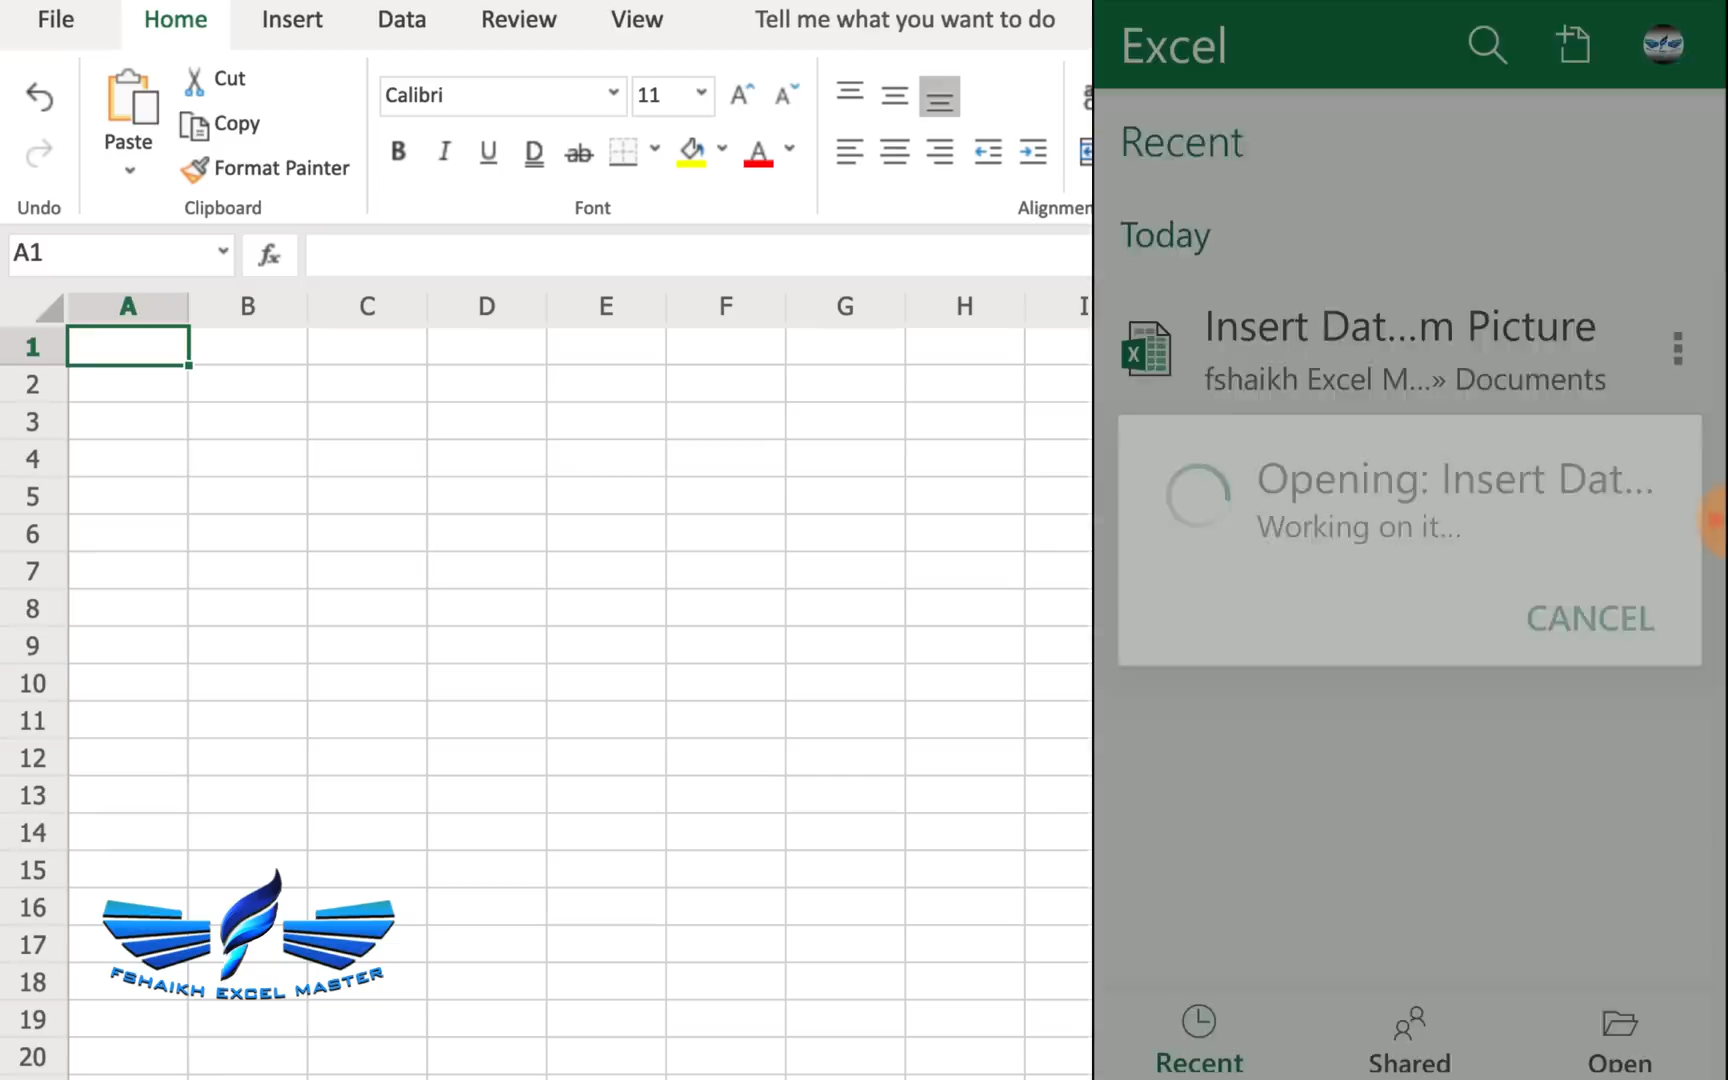 File Home Insert Data Review View Tell me what you want to do
Cut
Copy
Paste
Format Painter
Calibri 11
B I U D ab A
Undo Clipboard Font Alignmen
A1 fx
A B C D E F G H I
1
2
3
4
5
6
7
8
9
10
11
12
13
14
15
16
17
18
19
20
FSHAIKH EXCEL MASTER
Excel
Recent
Today
Insert Dat...m Picture
fshaikh Excel M...» Documents
Opening: Insert Dat...
Working on it...
CANCEL
Recent Shared Open